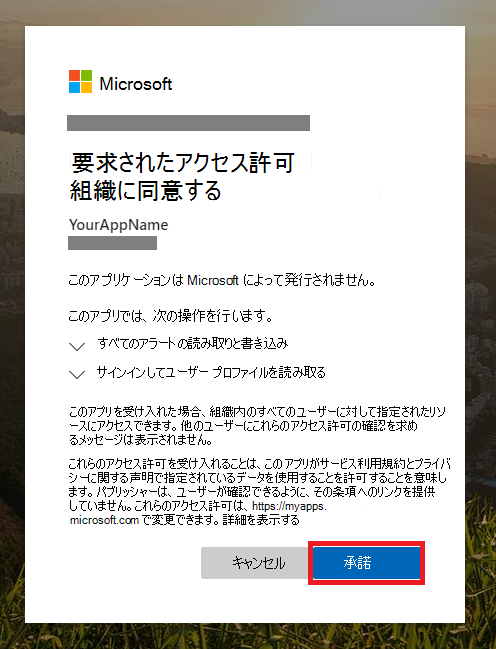 Microsoft
要求されたアクセス許可
組織に同意する
YourAppName
このアプリケーションは Microsoft によって発行されません。
このアプリでは、次の操作を行います。
すべてのアラートの読み取りと書き込み
サインインしてユーザー プロファイルを読み取る
このアプリを受け入れた場合、組織内のすべてのユーザーに対して指定されたリソ
ースにアクセスできます。他のユーザーにこれらのアクセス許可の確認を求め
るメッセージは表示されません。
これらのアクセス許可を受け入れることは、このアプリがサービス利用規約とプライバ
シーに関する声明で指定されているデータを使用することを許可することを意味しま
す。パブリッシャーは、ユーザーが確認できるように、その条項へのリンクを提供
していません。これらのアクセス許可は、https://myapps.
microsoft.com で変更できます。詳細を表示する
キャンセル 承諾